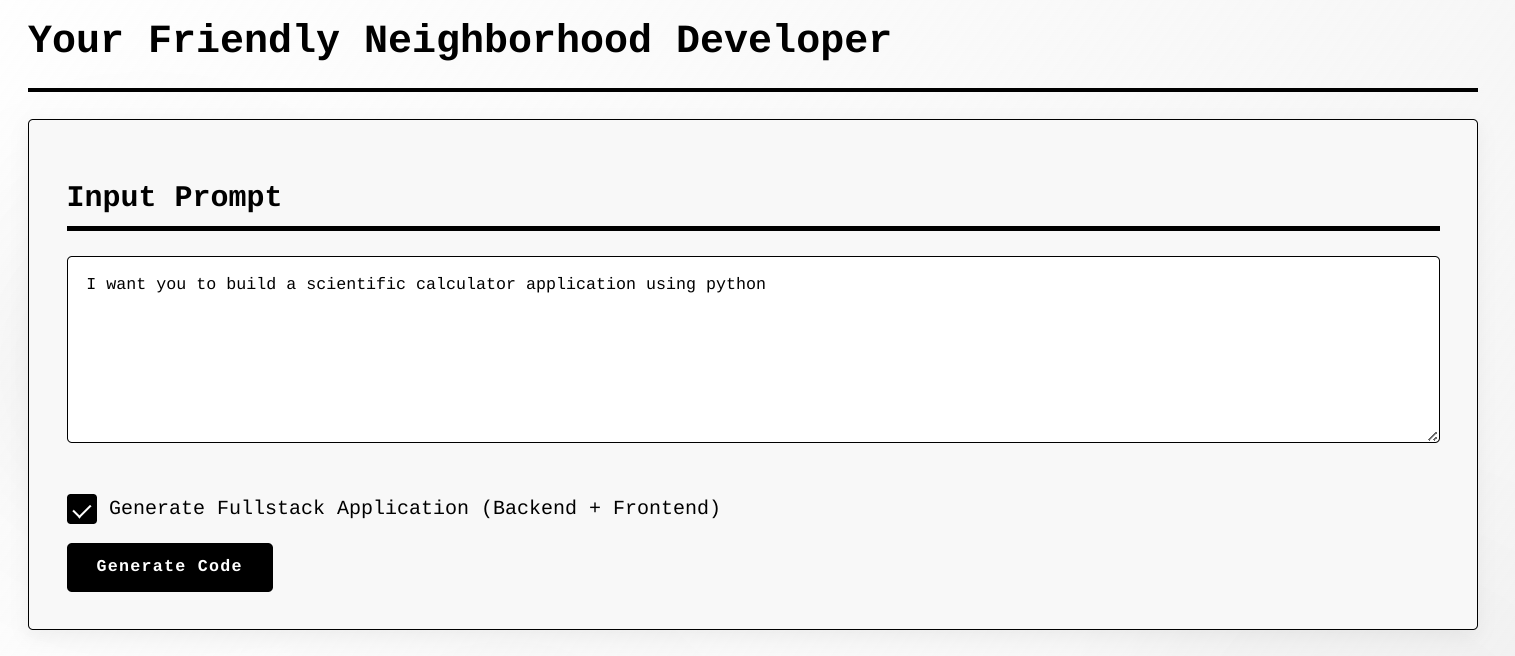 Your Friendly Neighborhood Developer
Input Prompt
I want you to build a scientific calculator application using python
Generate Fullstack Application (Backend + Frontend)
Generate Code